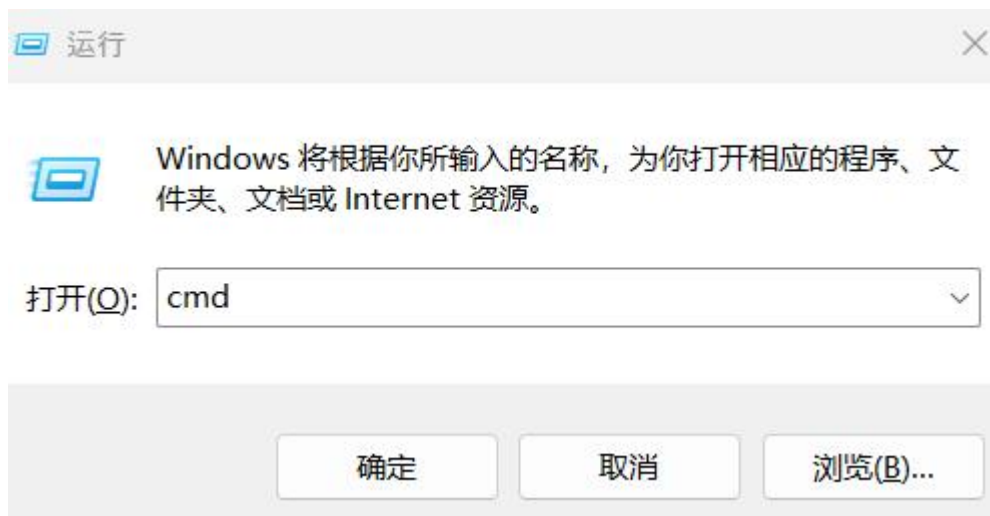 运行
Windows 将根据你所输入的名称，为你打开相应的程序、文
件夹、文档或 Internet 资源。
打开(O): cmd
确定 取消 浏览(B)...